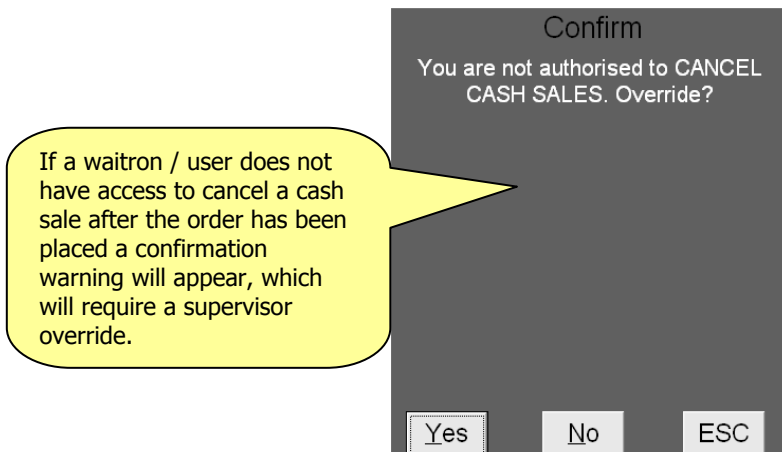 Confirm
You are not authorised to CANCEL
CASH SALES. Override?
If a waitron / user does not
have access to cancel a cash
sale after the order has been
placed a confirmation
warning will appear, which
will require a supervisor
override.
Yes
No
ESC